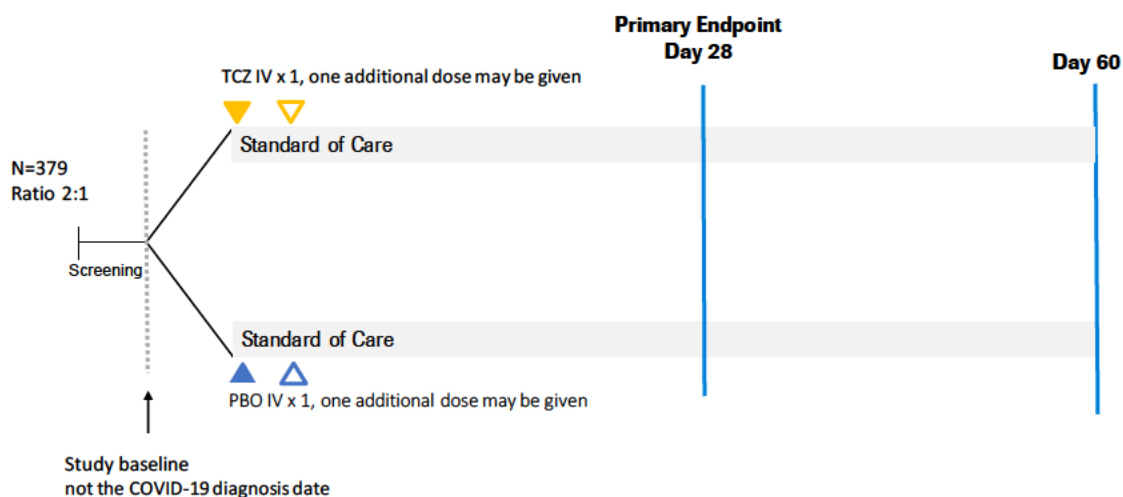 Primary Endpoint
Day 28
Day 60
TCZ IV x 1, one additional dose may be given
Standard of Care
N=379
Ratio 2:1
Screening
Standard of Care
PBO IV x 1, one additional dose may be given
Study baseline
not the COVID-19 diagnosis date